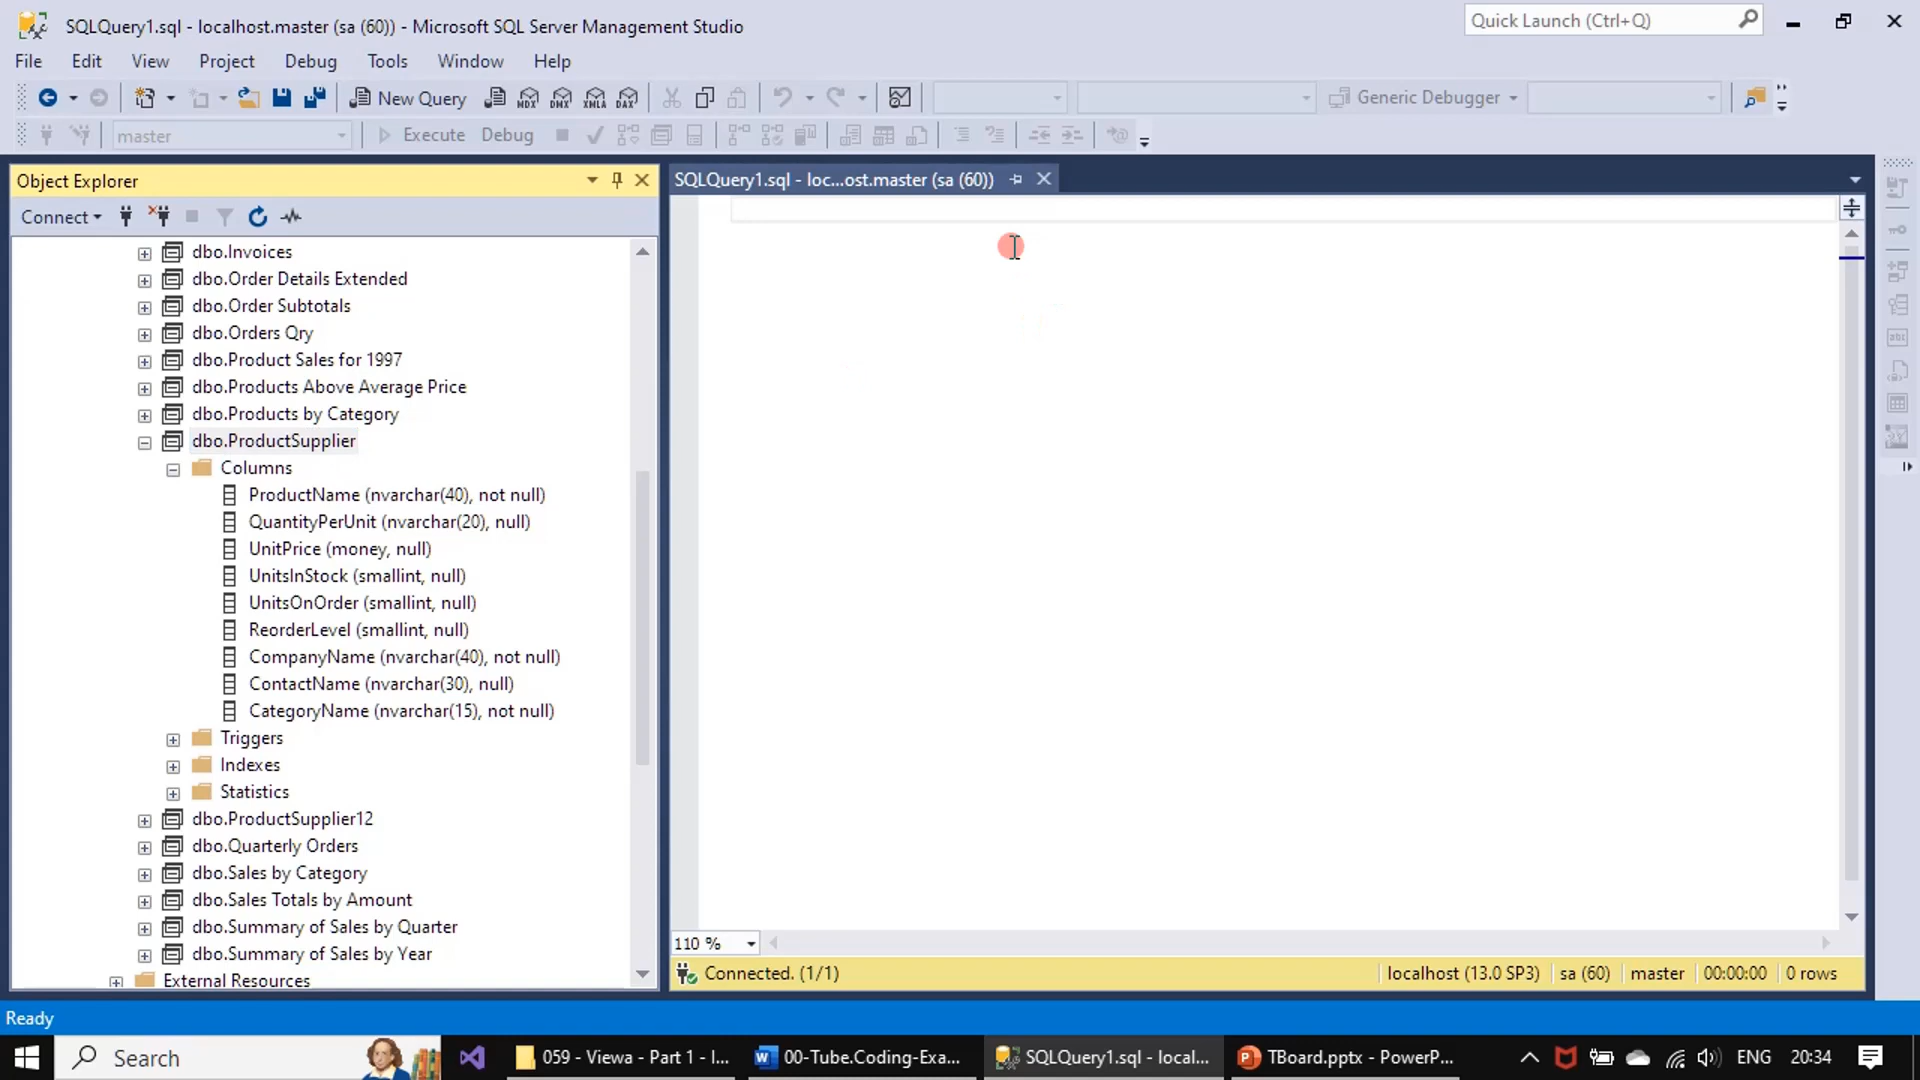 SQLQuery1.sql - localhost.master (sa (60)) - Microsoft SQL Server Management Studio
Quick Launch (Ctrl+Q)
File Edit View Project Debug Tools Window Help
New Query MDX DMX XMLA DAX Generic Debugger
master Execute Debug
Object Explorer
SQLQuery1.sql - loc...ost.master (sa (60))
Connect
dbo.Invoices
dbo.Order Details Extended
dbo.Order Subtotals
dbo.Orders Qry
dbo.Product Sales for 1997
dbo.Products Above Average Price
dbo.Products by Category
dbo.ProductSupplier
Columns
ProductName (nvarchar(40), not null)
QuantityPerUnit (nvarchar(20), null)
UnitPrice (money, null)
UnitsInStock (smallint, null)
UnitsOnOrder (smallint, null)
ReorderLevel (smallint, null)
CompanyName (nvarchar(40), not null)
ContactName (nvarchar(30), null)
CategoryName (nvarchar(15), not null)
Triggers
Indexes
Statistics
dbo.ProductSupplier12
dbo.Quarterly Orders
dbo.Sales by Category
dbo.Sales Totals by Amount
dbo.Summary of Sales by Quarter
dbo.Summary of Sales by Year
External Resources
110 %
Connected. (1/1) localhost (13.0 SP3) sa (60) master 00:00:00 0 rows
Ready
Search 059 - Viewa - Part 1 - I... 00-Tube.Coding-Exa... SQLQuery1.sql - local... TBoard.pptx - PowerP... ENG 20:34